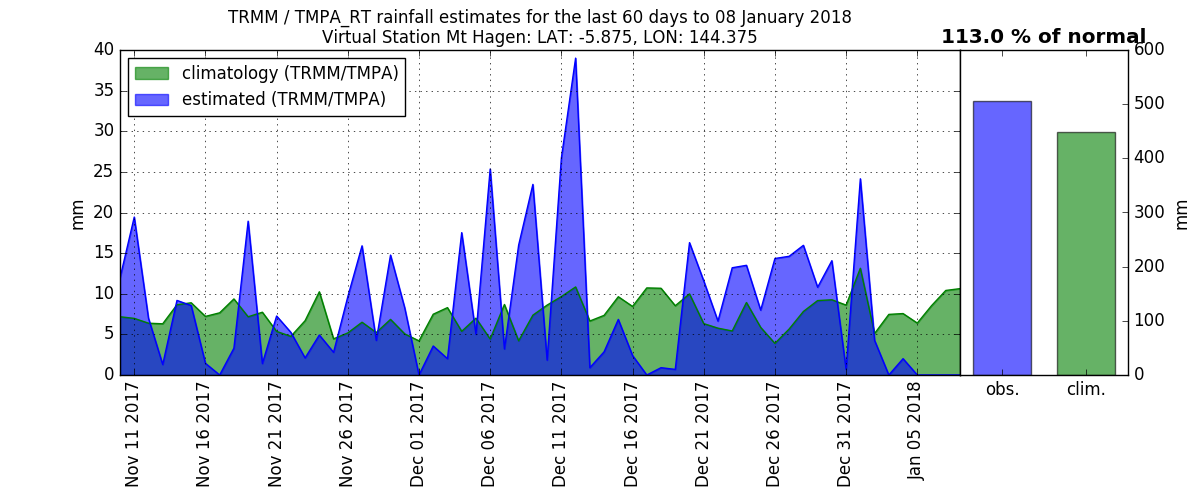 TRMM / TMPA_RT rainfall estimates for the last 60 days to 08 January 2018
Virtual Station Mt Hagen: LAT: -5.875, LON: 144.375
113.0 % of normal
climatology (TRMM/TMPA)
estimated (TRMM/TMPA)
40
35
30
25
20
15
10
5
0
mm
Nov 11 2017
Nov 16 2017
Nov 21 2017
Nov 26 2017
Dec 01 2017
Dec 06 2017
Dec 11 2017
Dec 16 2017
Dec 21 2017
Dec 26 2017
Dec 31 2017
Jan 05 2018
obs.
clim.
600
500
400
300
200
100
0
mm